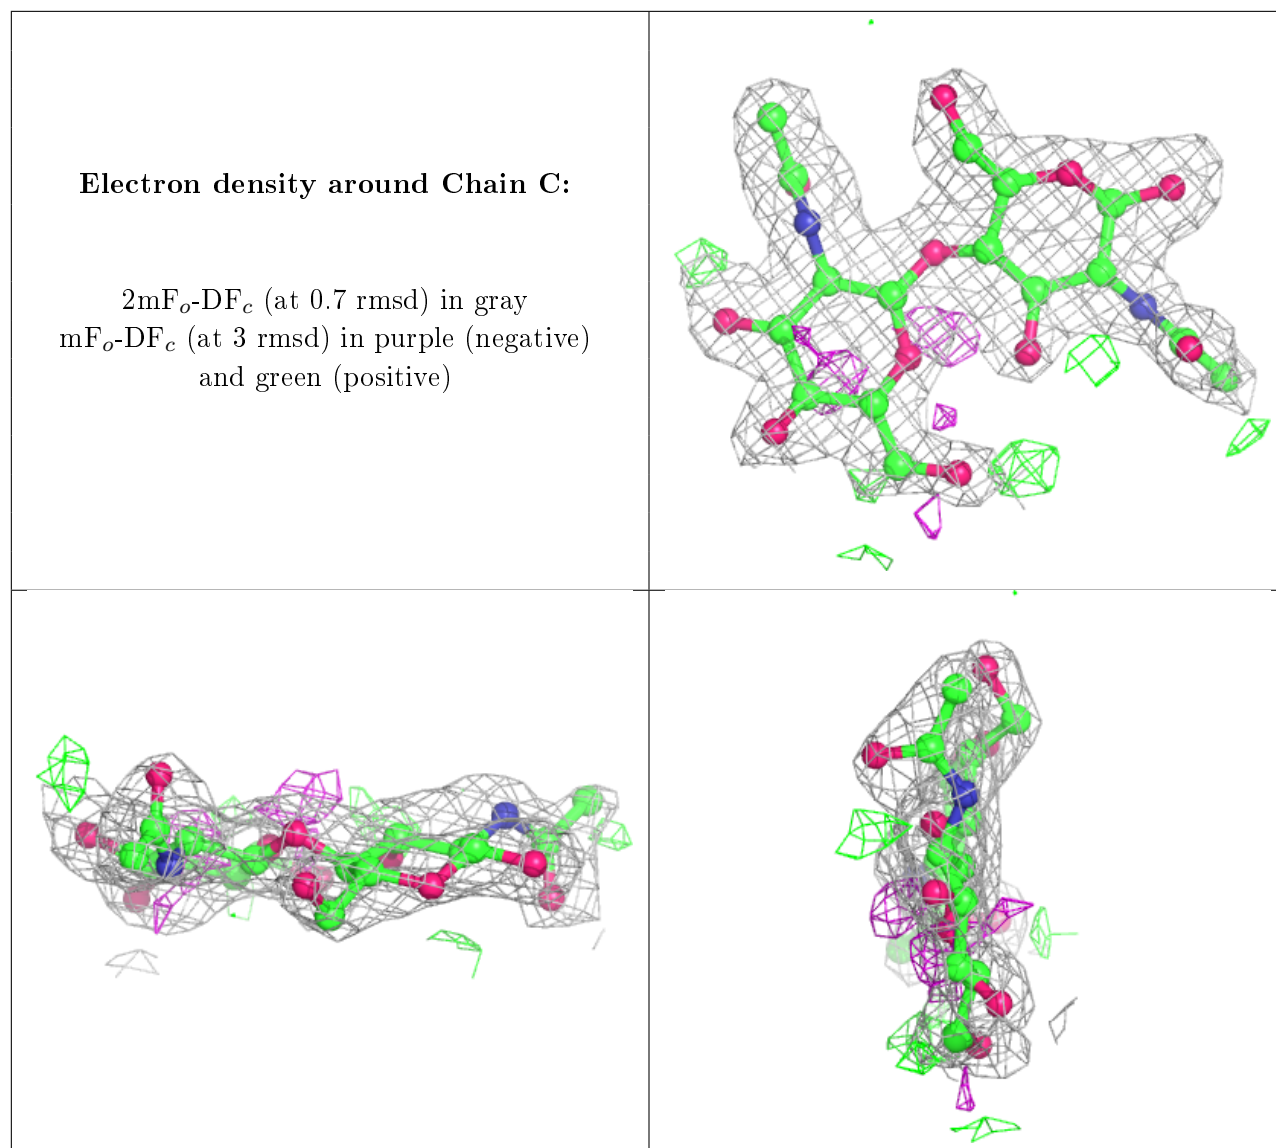 Electron density around Chain C:
2mFₒ-DF𝒸 (at 0.7 rmsd) in gray
mFₒ-DF𝒸 (at 3 rmsd) in purple (negative)
and green (positive)